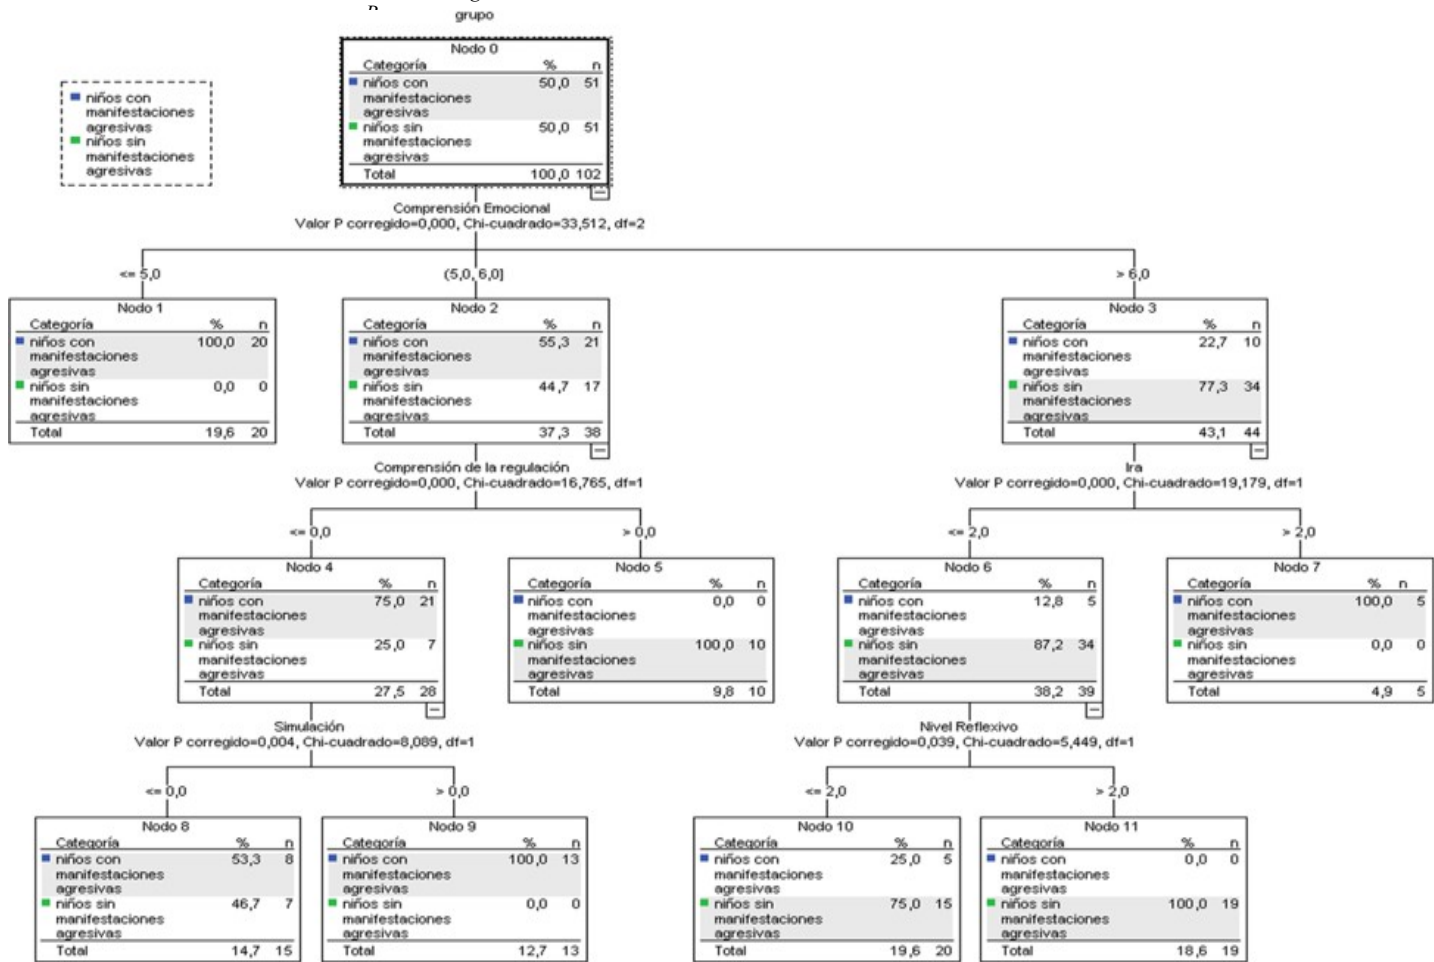 P
grupo
Nodo 0
Categoría % n
niños con 50,0 51
manifestaciones
agresivas
niños sin 50,0 51
manifestaciones
agresivas
Total 100,0 102
niños con
manifestaciones
agresivas
niños sin
manifestaciones
agresivas
Comprensión Emocional
Valor P corregido=0,000, Chi-cuadrado=33,512, df=2
<= 5,0
(5,0, 6,0]
> 6,0
Nodo 1
Categoría % n
niños con 100,0 20
manifestaciones
agresivas
niños sin 0,0 0
manifestaciones
agresivas
Total 19,6 20
Nodo 2
Categoría % n
niños con 55,3 21
manifestaciones
agresivas
niños sin 44,7 17
manifestaciones
agresivas
Total 37,3 38
Nodo 3
Categoría % n
niños con 22,7 10
manifestaciones
agresivas
niños sin 77,3 34
manifestaciones
agresivas
Total 43,1 44
Comprensión de la regulación
Valor P corregido=0,000, Chi-cuadrado=16,765, df=1
Ira
Valor P corregido=0,000, Chi-cuadrado=19,179, df=1
<= 0,0
> 0,0
<= 2,0
> 2,0
Nodo 4
Categoría % n
niños con 75,0 21
manifestaciones
agresivas
niños sin 25,0 7
manifestaciones
agresivas
Total 27,5 28
Nodo 5
Categoría % n
niños con 0,0 0
manifestaciones
agresivas
niños sin 100,0 10
manifestaciones
agresivas
Total 9,8 10
Nodo 6
Categoría % n
niños con 12,8 5
manifestaciones
agresivas
niños sin 87,2 34
manifestaciones
agresivas
Total 38,2 39
Nodo 7
Categoría % n
niños con 100,0 5
manifestaciones
agresivas
niños sin 0,0 0
manifestaciones
agresivas
Total 4,9 5
Simulación
Valor P corregido=0,004, Chi-cuadrado=8,089, df=1
Nivel Reflexivo
Valor P corregido=0,039, Chi-cuadrado=5,449, df=1
<= 0,0
> 0,0
<= 2,0
> 2,0
Nodo 8
Categoría % n
niños con 53,3 8
manifestaciones
agresivas
niños sin 46,7 7
manifestaciones
agresivas
Total 14,7 15
Nodo 9
Categoría % n
niños con 100,0 13
manifestaciones
agresivas
niños sin 0,0 0
manifestaciones
agresivas
Total 12,7 13
Nodo 10
Categoría % n
niños con 25,0 5
manifestaciones
agresivas
niños sin 75,0 15
manifestaciones
agresivas
Total 19,6 20
Nodo 11
Categoría % n
niños con 0,0 0
manifestaciones
agresivas
niños sin 100,0 19
manifestaciones
agresivas
Total 18,6 19